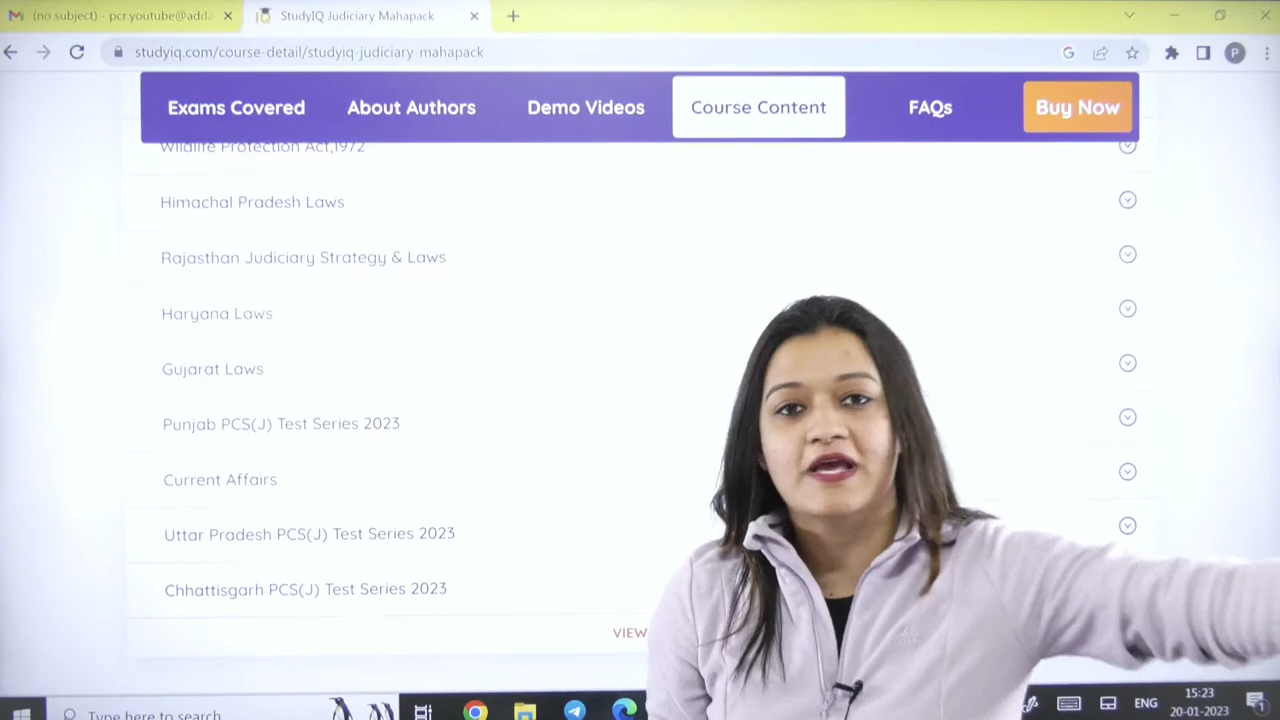 (no subject) - pcr.youtube@adda
StudyIQ Judiciary Mahapack
studyiq.com/course-detail/studyiq-judiciary-mahapack
P
Exams Covered
About Authors
Demo Videos
Course Content
FAQs
Buy Now
Wildlife Protection Act,1972
Himachal Pradesh Laws
Rajasthan Judiciary Strategy & Laws
Haryana Laws
Gujarat Laws
Punjab PCS(J) Test Series 2023
Current Affairs
Uttar Pradesh PCS(J) Test Series 2023
Chhattisgarh PCS(J) Test Series 2023
VIEW
Type here to search
ENG
15:23
20-01-2023
1